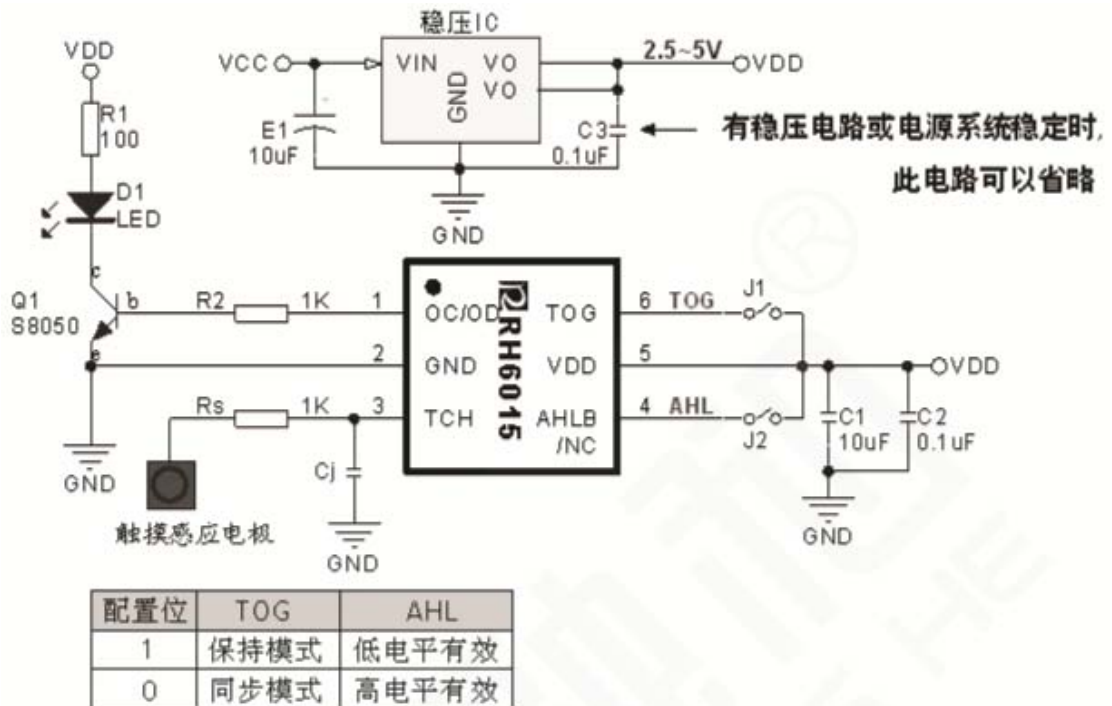 稳压IC
VDD
VCC
VIN
VO
VO
GND
2.5~5V
VDD
R1
100
E1
10uF
C3
0.1uF
有稳压电路或电源系统稳定时,
此电路可以省略
D1
LED
GND
c
Q1
S8050
b
e
R2
1K
1
OC/OD
RH6015
TOG
6
TOG
J1
2
GND
VDD
5
VDD
Rs
1K
3
TCH
AHLB
/NC
4
AHL
J2
C1
10uF
C2
0.1uF
GND
Cj
触摸感应电极
GND
GND
配置位 TOG AHL
1 保持模式 低电平有效
0 同步模式 高电平有效